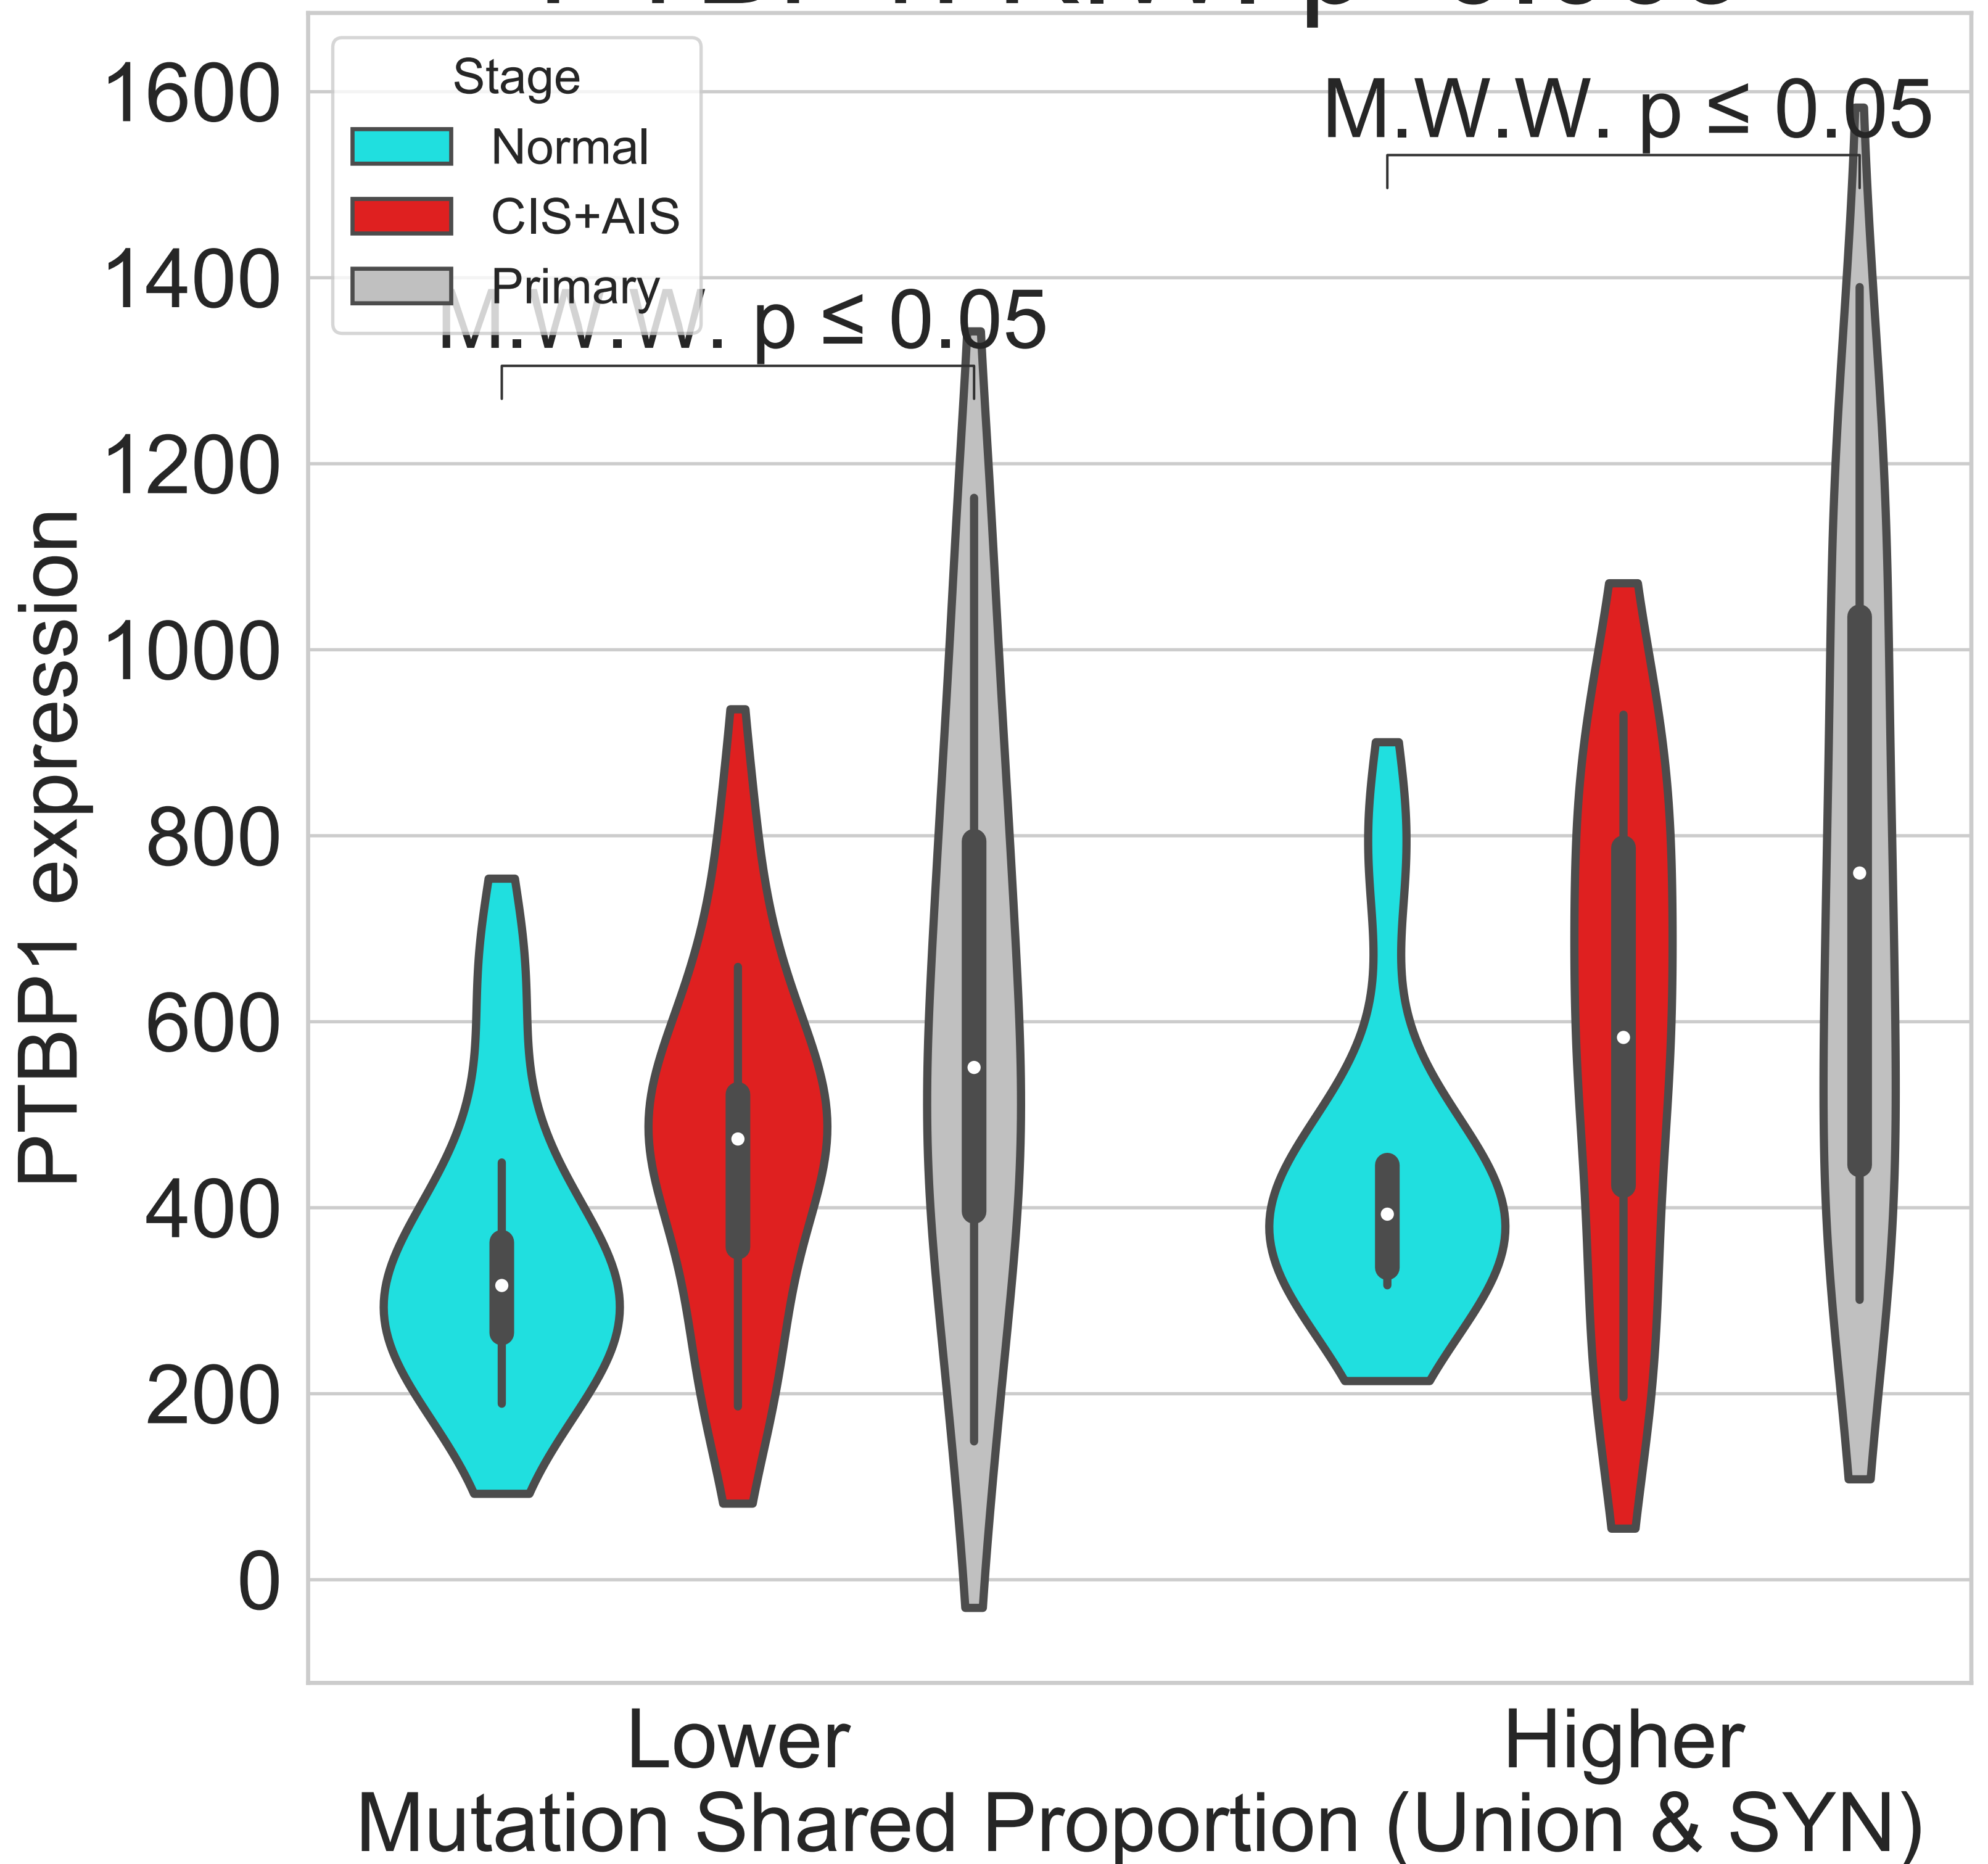 Stage
Normal
CIS+AIS
Primary
M.W.W. p ≤ 0.05
M.W.W. p ≤ 0.05
1600
1400
1200
1000
800
600
400
200
0
PTBP1 expression
Lower
Higher
Mutation Shared Proportion (Union & SYN)